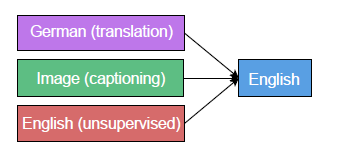 German (translation)
Image (captioning)
English
English (unsupervised)